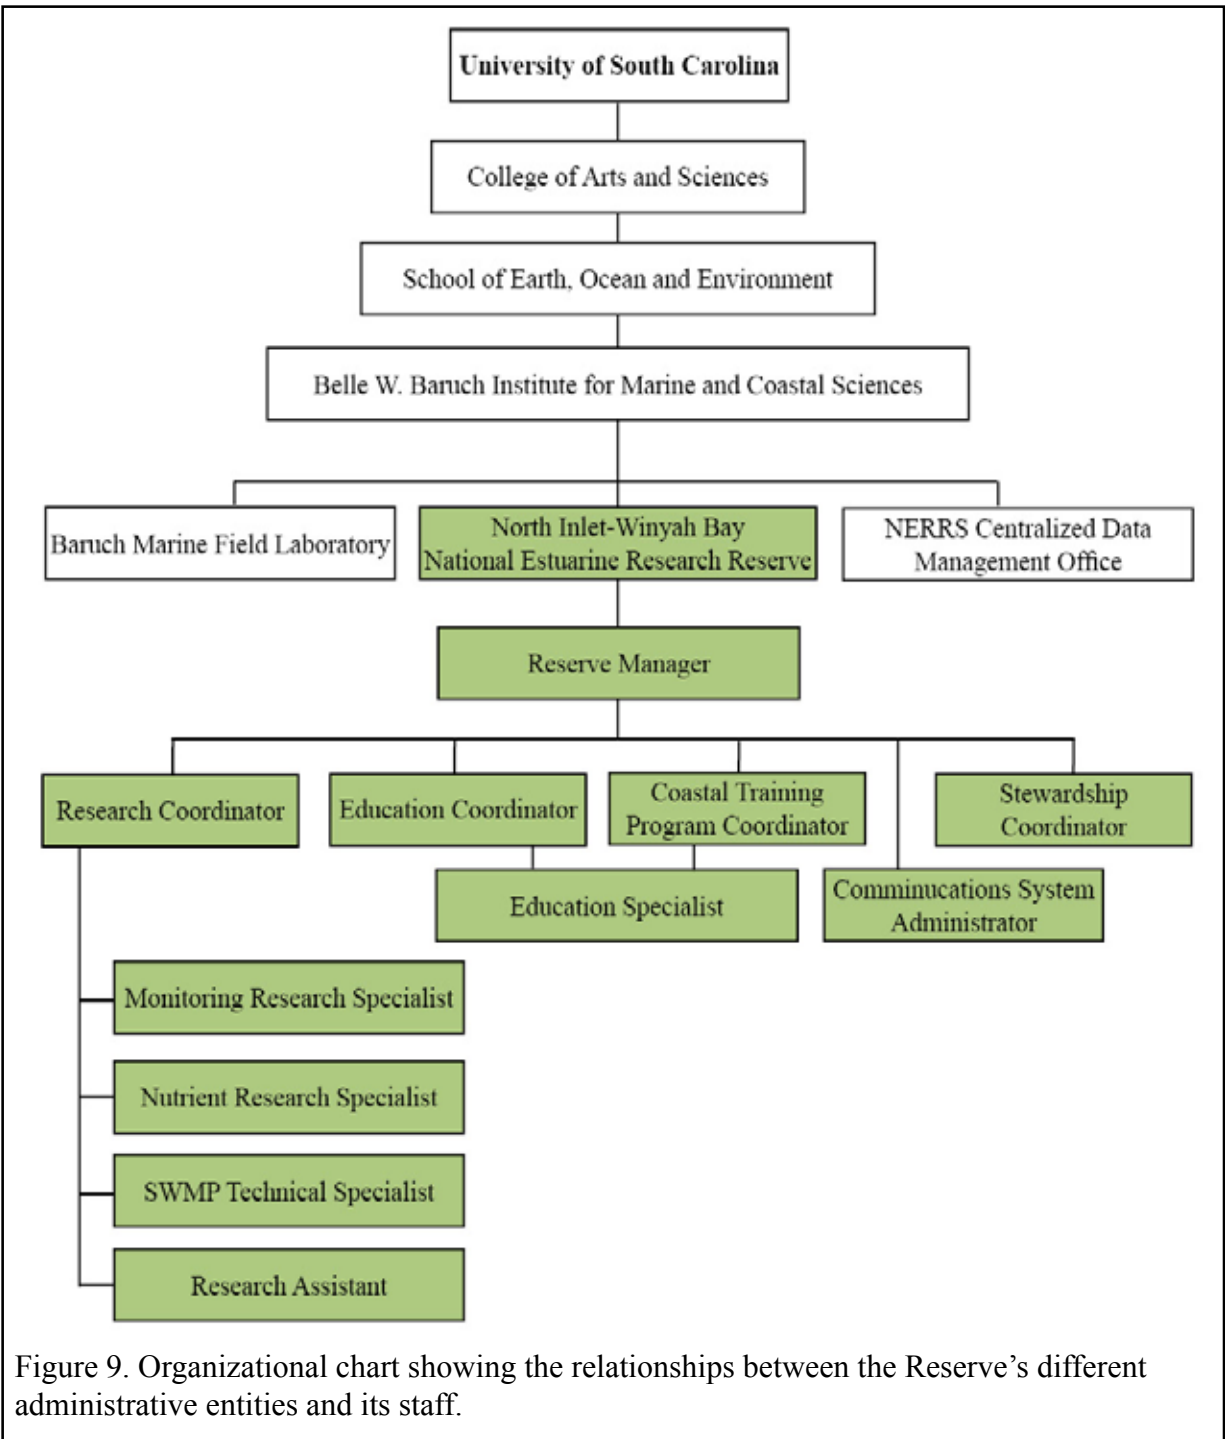 University of South Carolina
College of Arts and Sciences
School of Earth, Ocean and Environment
Belle W. Baruch Institute for Marine and Coastal Sciences
Baruch Marine Field Laboratory
North Inlet-Winyah Bay
National Estuarine Research Reserve
NERRS Centralized Data
Management Office
Reserve Manager
Research Coordinator
Education Coordinator
Coastal Training
Program Coordinator
Stewardship
Coordinator
Education Specialist
Comminucations System
Administrator
Monitoring Research Specialist
Nutrient Research Specialist
SWMP Technical Specialist
Research Assistant
Figure 9. Organizational chart showing the relationships between the Reserve’s different
administrative entities and its staff.